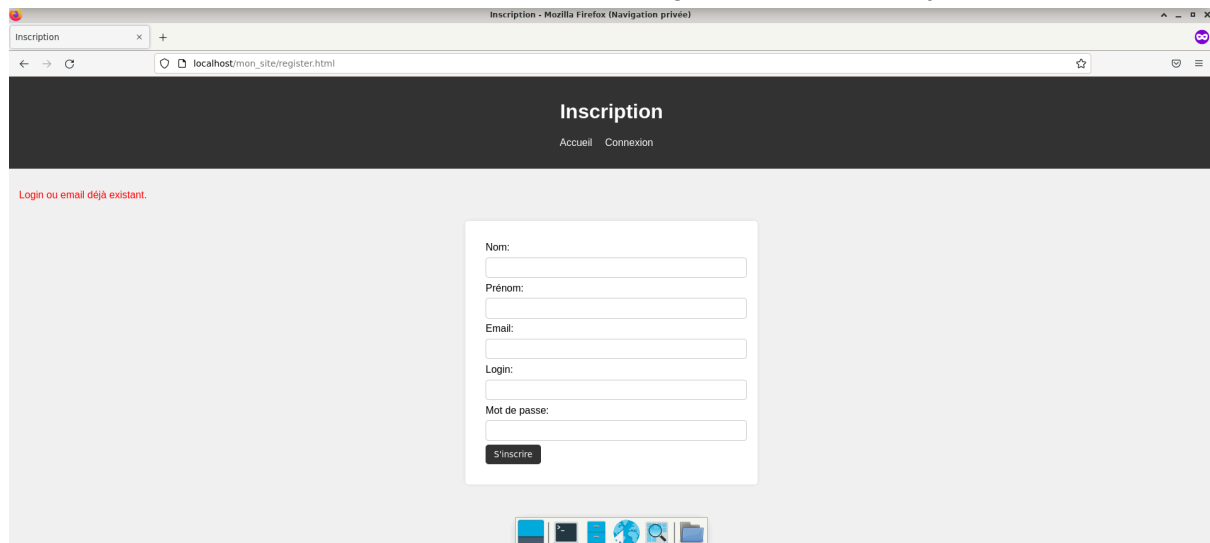 Inscription - Mozilla Firefox (Navigation privée)
Inscription
localhost/mon_site/register.html
Inscription
Accueil Connexion
Login ou email déjà existant.
Nom:
Prénom:
Email:
Login:
Mot de passe:
S'inscrire